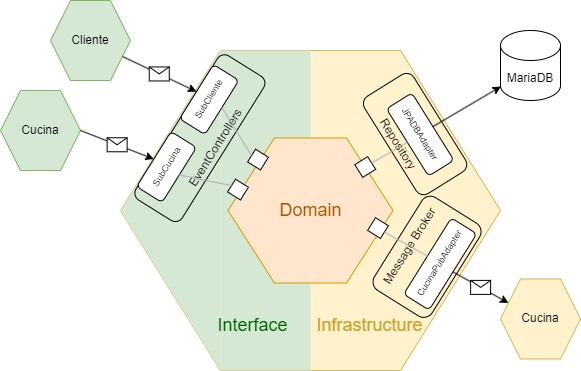 Cliente
Cucina
SubCliente
SubCucina
EventControllers
Domain
Interface
Infrastructure
Repository
JPADBAdapter
MariaDB
Message Broker
CucinaPubAdapter
Cucina